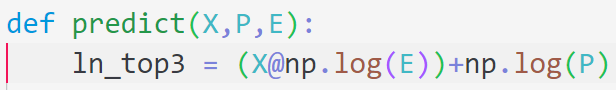 def predict(X,P,E):
    ln_top3 = (X@np.log(E))+np.log(P)